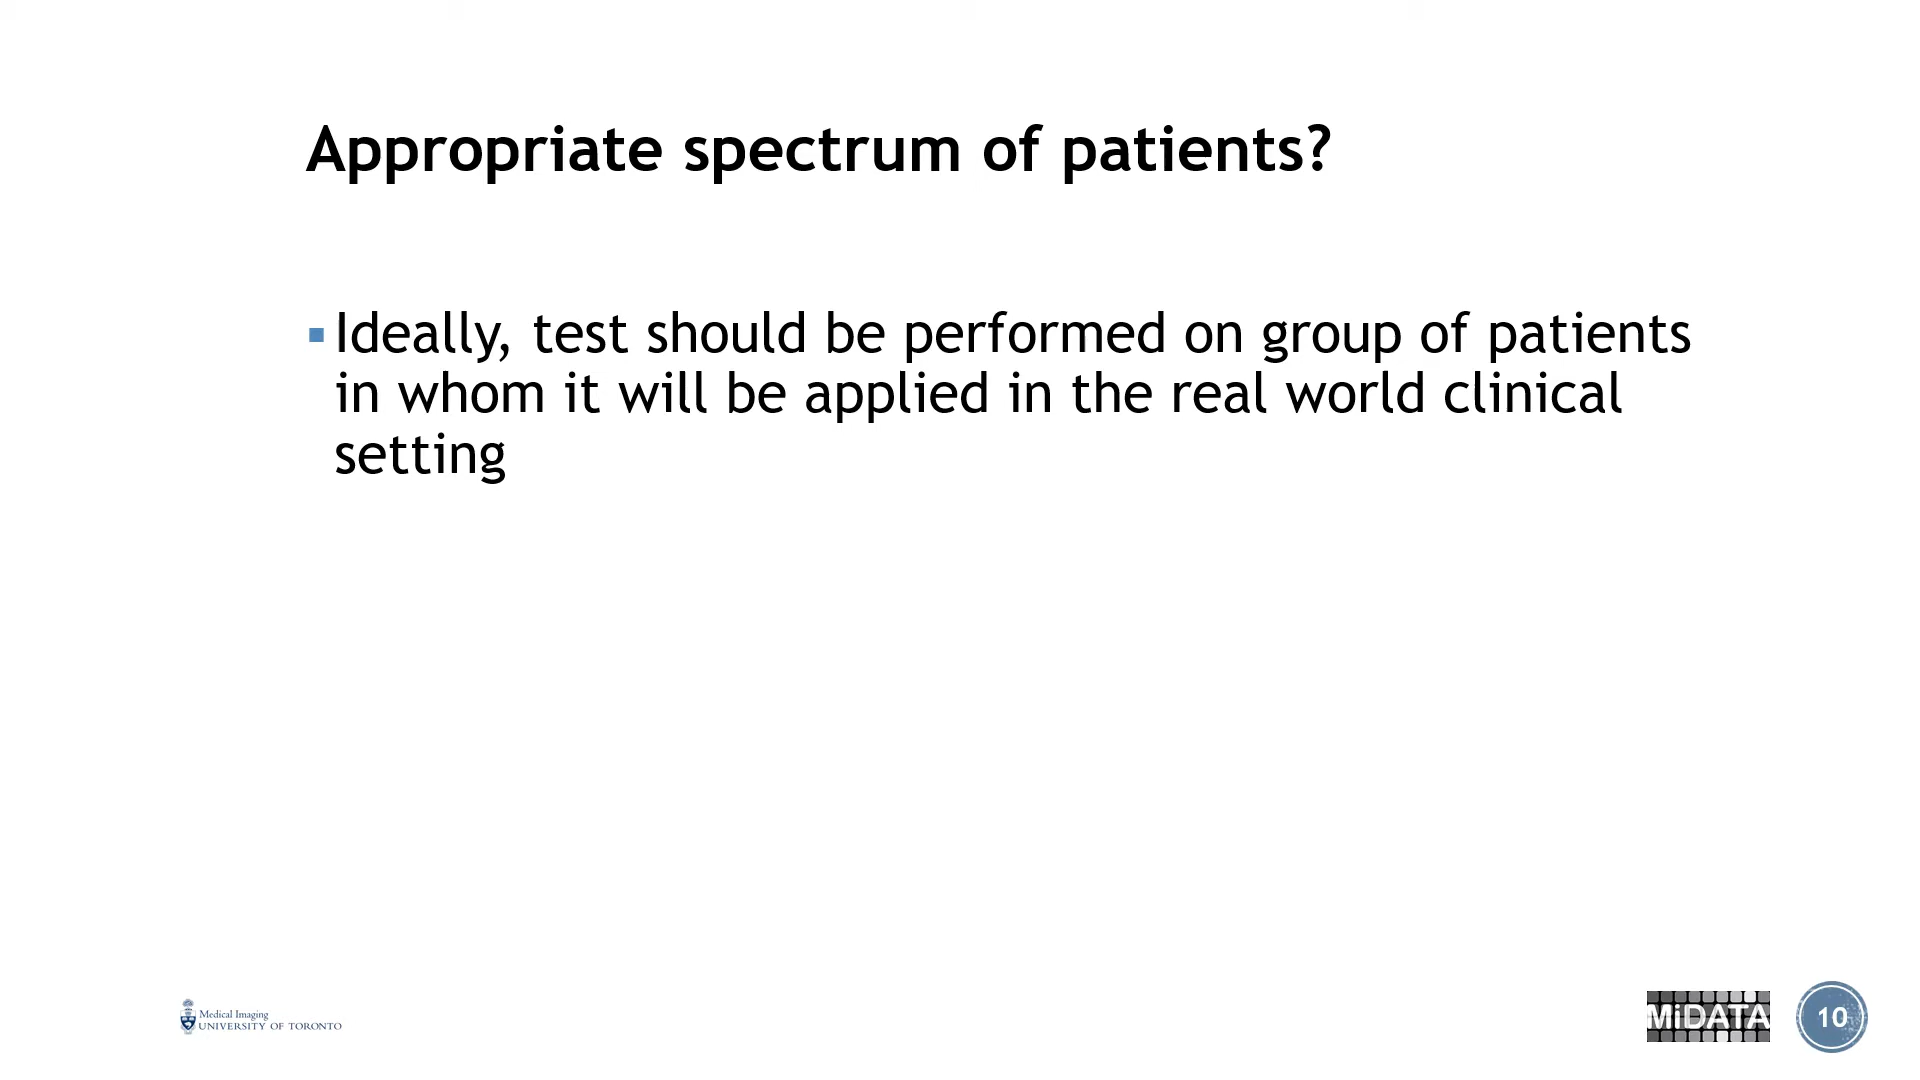 Appropriate spectrum of patients?
▪ Ideally, test should be performed on group of patients
in whom it will be applied in the real world clinical
setting
Medical Imaging
UNIVERSITY OF TORONTO
MiDATA
10